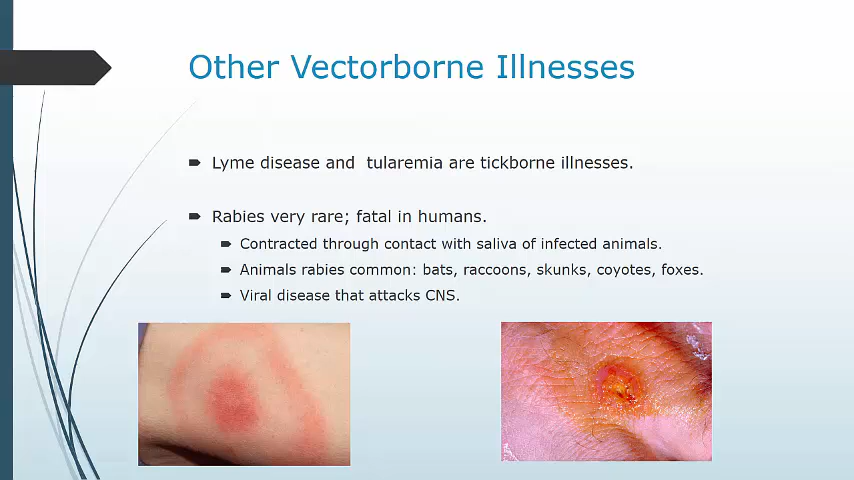 Other Vectorborne Illnesses
Lyme disease and  tularemia are tickborne illnesses.
Rabies very rare; fatal in humans.
Contracted through contact with saliva of infected animals.
Animals rabies common: bats, raccoons, skunks, coyotes, foxes.
Viral disease that attacks CNS.